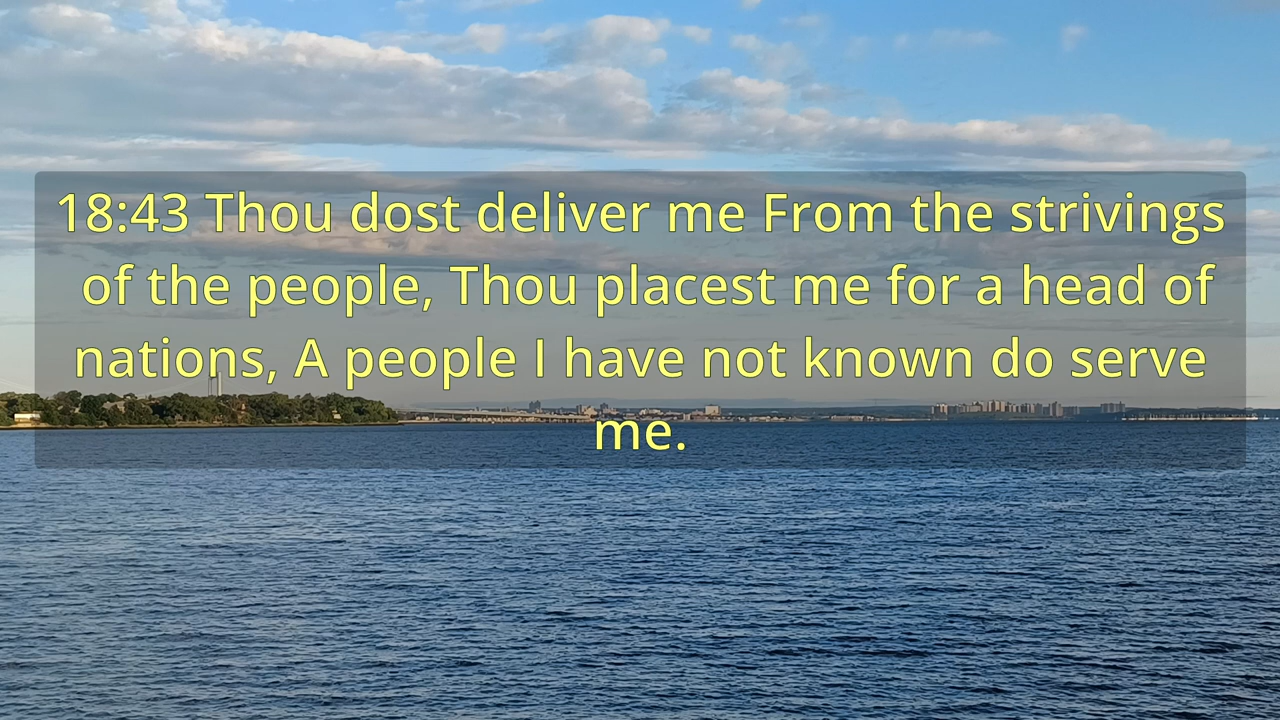 18:43 Thou dost deliver me From the strivings
of the people, Thou placest me for a head of
nations, A people I have not known do serve
me.